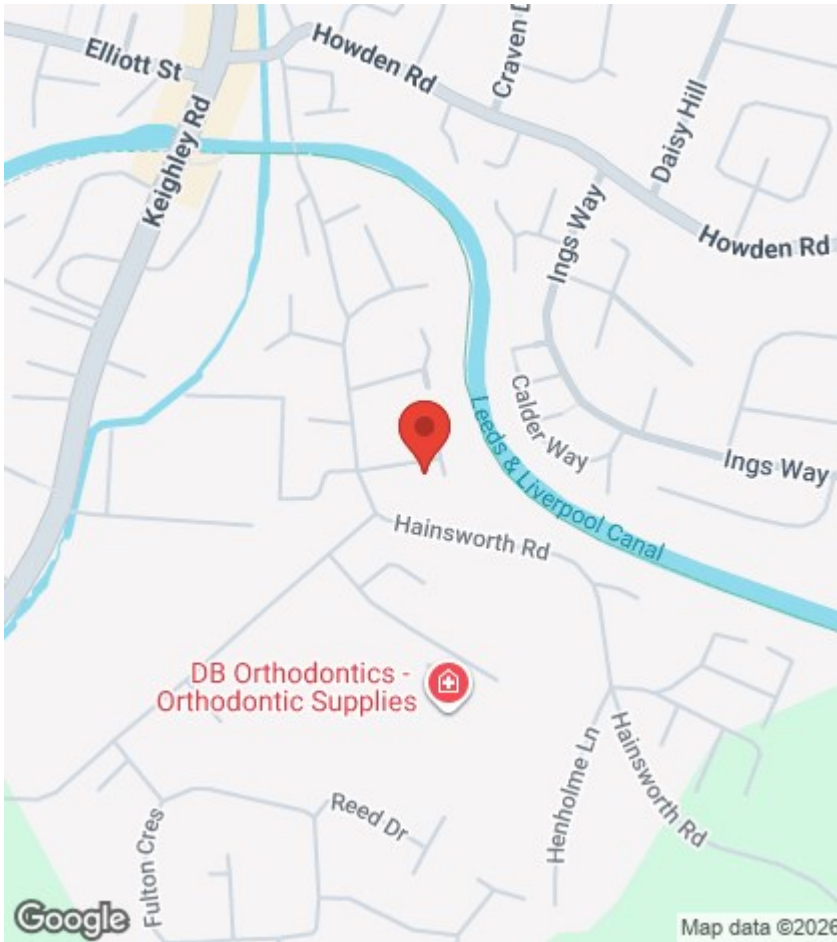 Elliott St
Howden Rd
Craven D
Keighley Rd
Daisy Hill
Ings Way
Howden Rd
Calder Way
Leeds & Liverpool Canal
Ings Way
Hainsworth Rd
DB Orthodontics -
Orthodontic Supplies
Henholme Ln
Hainsworth Rd
Reed Dr
Fulton Cres
Google
Map data ©2026